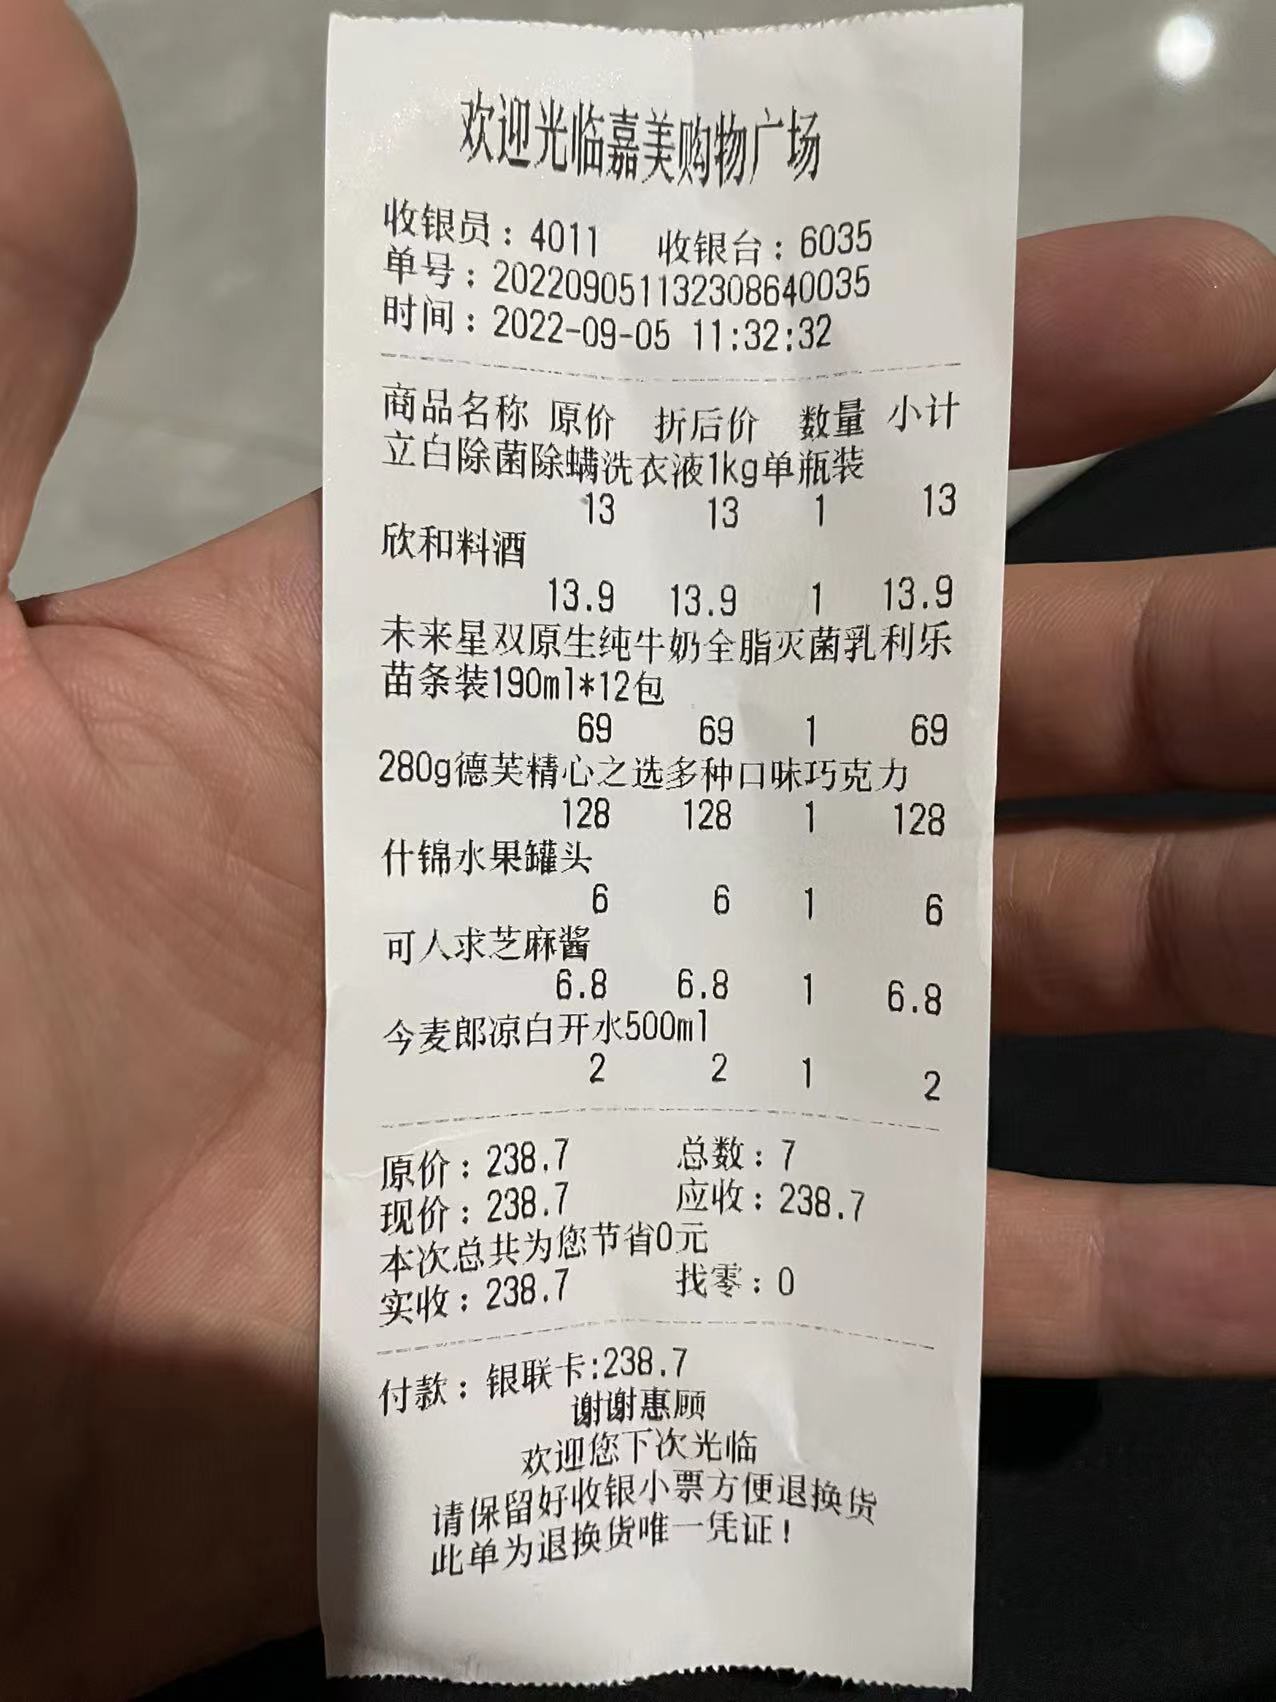 欢迎光临嘉美购物广场
收银员：4011 收银台：6035
单号：202209051132308640035
时间：2022-09-05 11:32:32
商品名称 原价 折后价 数量 小计
立白除菌除螨洗衣液1kg单瓶装
13 13 1 13
欣和料酒
13.9 13.9 1 13.9
未来星双原生纯牛奶全脂灭菌乳利乐
苗条装190ml*12包
69 69 1 69
280g德芙精心之选多种口味巧克力
128 128 1 128
什锦水果罐头
6 6 1 6
可人求芝麻酱
6.8 6.8 1 6.8
今麦郎凉白开水500ml
2 2 1 2
原价：238.7 总数：7
现价：238.7 应收：238.7
本次总共为您节省0元
实收：238.7 找零：0
付款：银联卡:238.7
谢谢惠顾
欢迎您下次光临
请保留好收银小票方便退换货
此单为退换货唯一凭证！